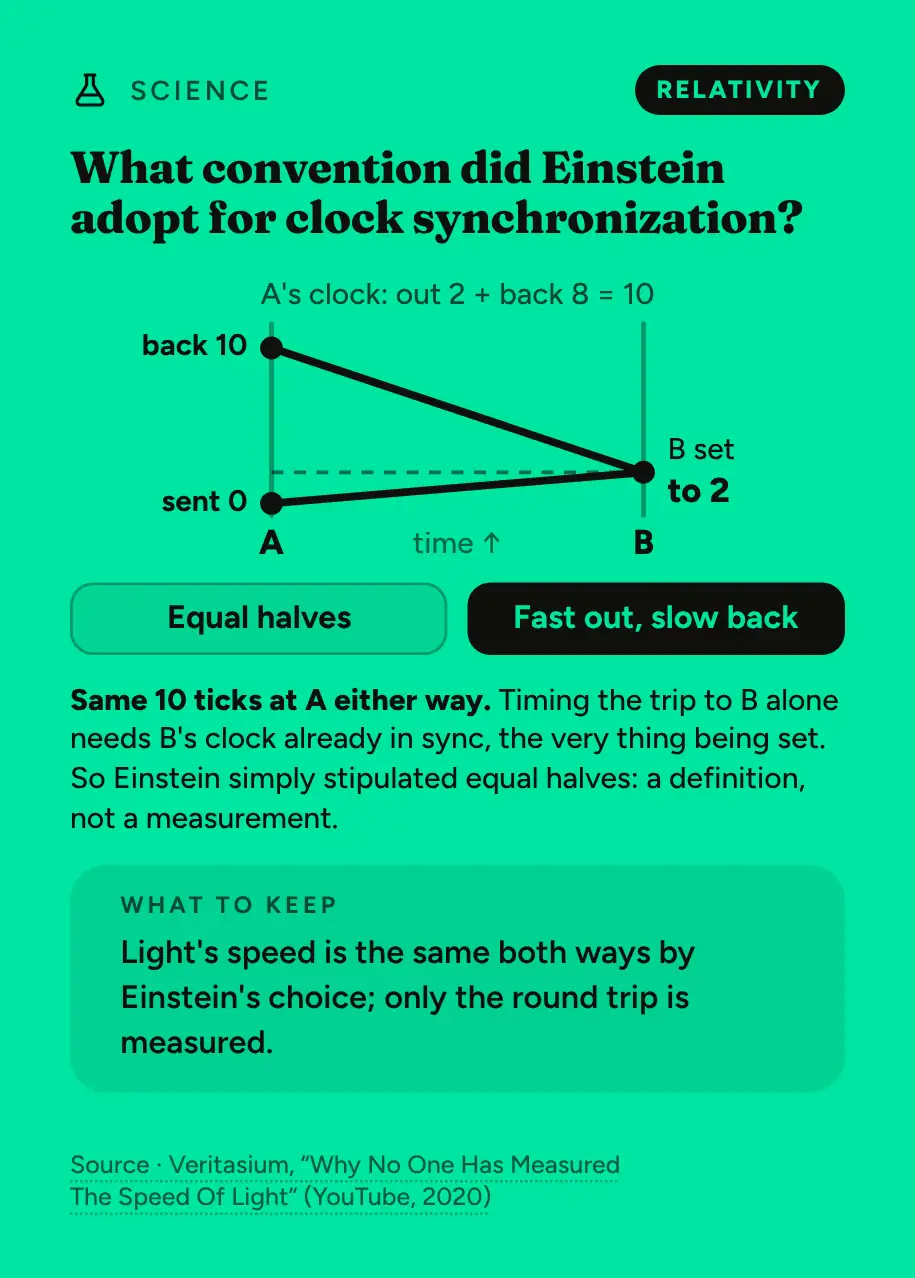 SCIENCE
RELATIVITY
What convention did Einstein
adopt for clock synchronization?
A's clock: out 2 + back 8 = 10
back 10
B set
to 2
sent 0
A
time ↑
B
Equal halves
Fast out, slow back
Same 10 ticks at A either way. Timing the trip to B alone
needs B's clock already in sync, the very thing being set.
So Einstein simply stipulated equal halves: a definition,
not a measurement.
WHAT TO KEEP
Light's speed is the same both ways by
Einstein's choice; only the round trip is
measured.
Source · Veritasium, “Why No One Has Measured
The Speed Of Light” (YouTube, 2020)